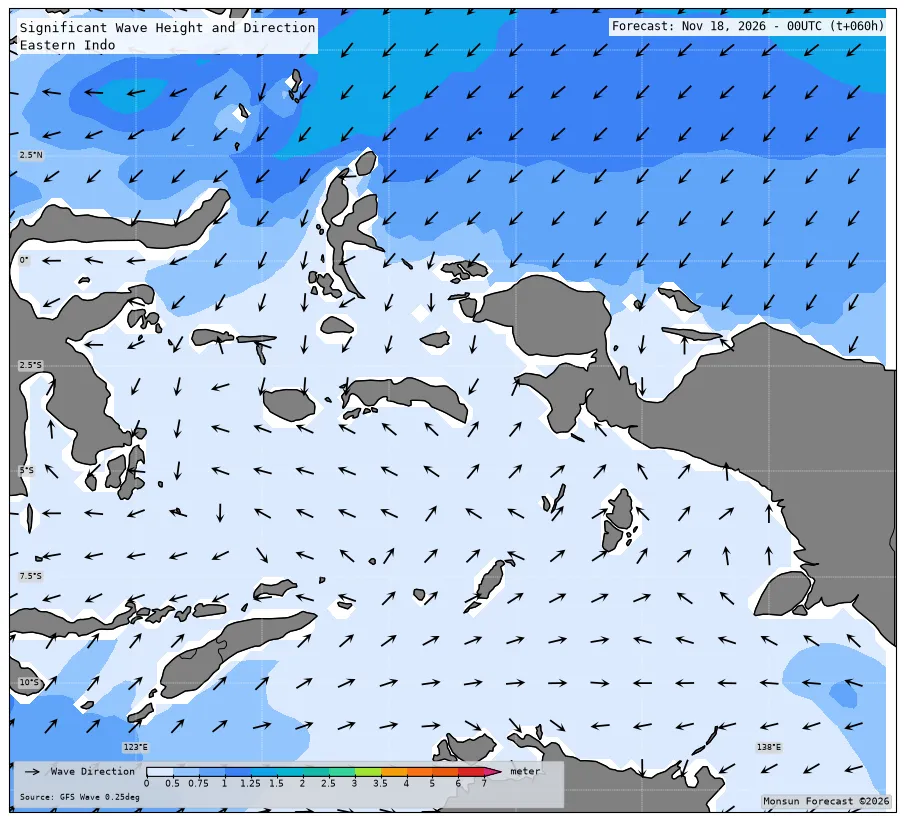 Significant Wave Height and Direction
Eastern Indo
Forecast: Nov 18, 2026 - 00UTC (t+060h)
2.5°N
0°
2.5°S
5°S
7.5°S
10°S
123°E
138°E
Wave Direction
meter
0 0.5 0.75 1 1.25 1.5 2 2.5 3 3.5 4 5 6 7
Source: GFS Wave 0.25deg
Monsun Forecast ©2026